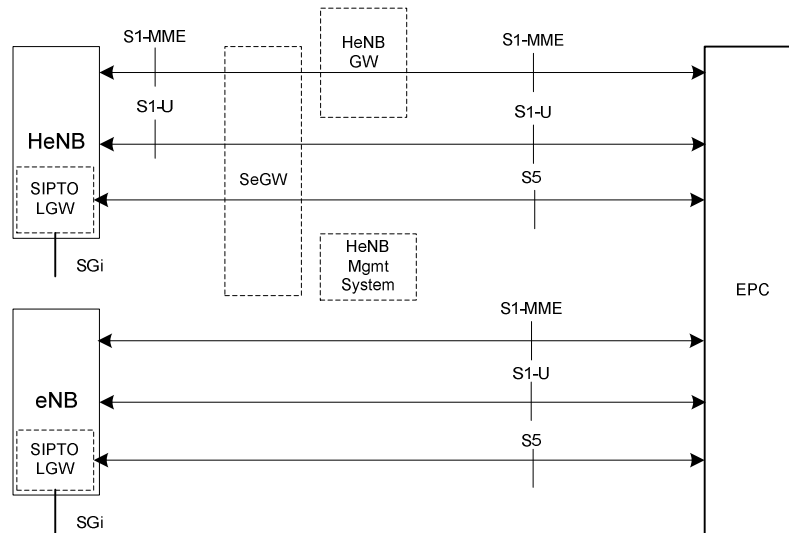 S1-MME
HeNB
GW
S1-MME
S1-U
S1-U
HeNB
SeGW
S5
SIPTO
LGW
HeNB
Mgmt
System
SGi
EPC
S1-MME
S1-U
eNB
S5
SIPTO
LGW
SGi